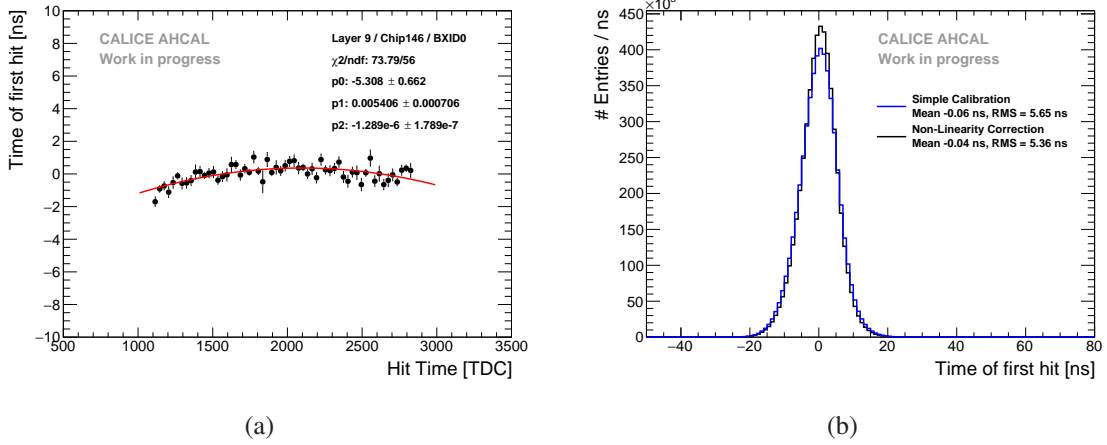 CALICE AHCAL
Work in progress
Layer 9 / Chip146 / BXID0
χ2/ndf: 73.79/56
p0: -5.308 ± 0.662
p1: 0.005406 ± 0.000706
p2: -1.289e-6 ± 1.789e-7
Time of first hit [ns]
10
8
6
4
2
0
−2
−4
−6
−8
−10
500 1000 1500 2000 2500 3000 3500
Hit Time [TDC]
(a)
CALICE AHCAL
Work in progress
Simple Calibration
Mean -0.06 ns, RMS = 5.65 ns
Non-Linearity Correction
Mean -0.04 ns, RMS = 5.36 ns
# Entries / ns
450
400
350
300
250
200
150
100
50
0
−40 −20 0 20 40 60 80
Time of first hit [ns]
(b)